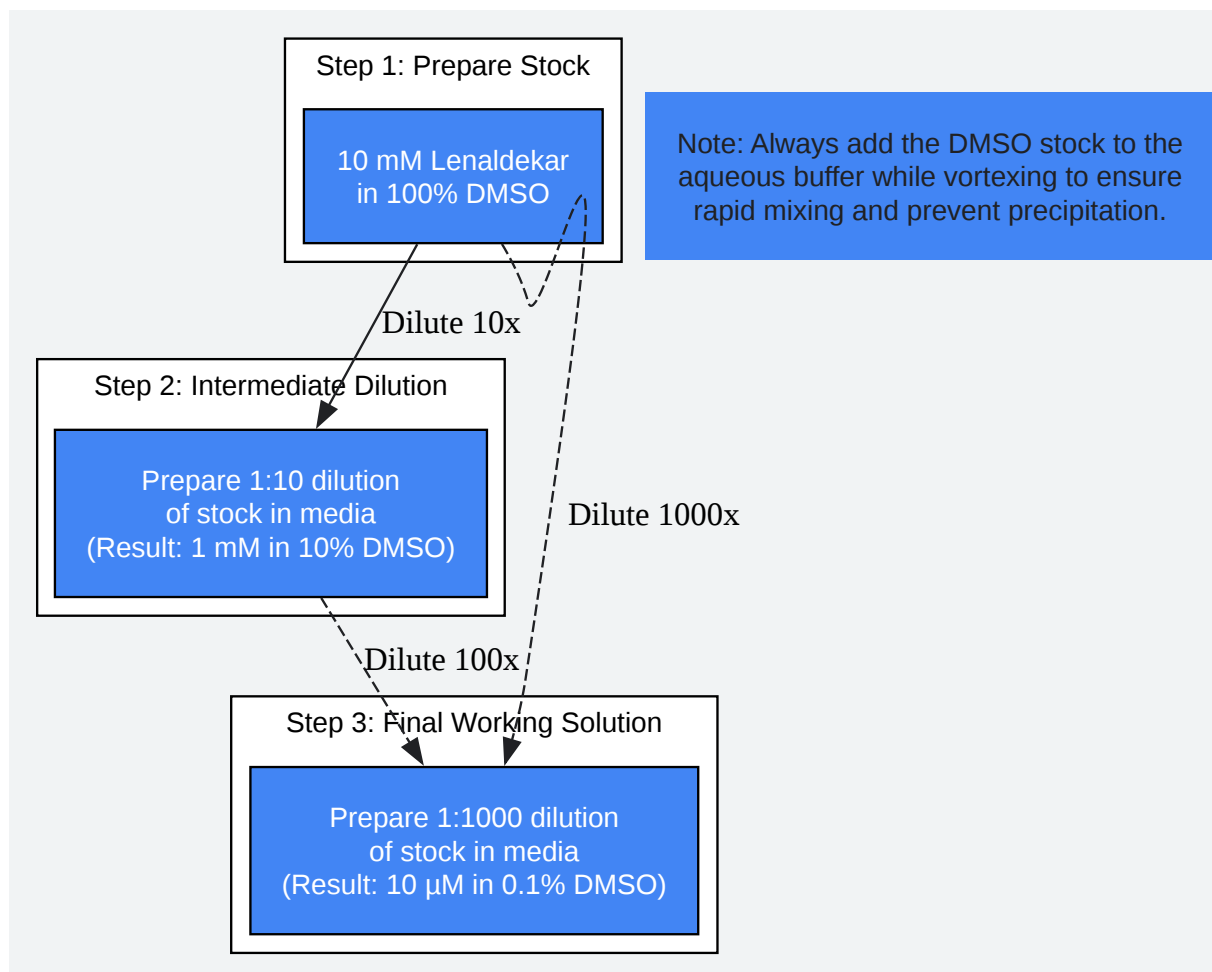 Step 1: Prepare Stock
10 mM Lenaldekar
in 100% DMSO
Note: Always add the DMSO stock to the
aqueous buffer while vortexing to ensure
rapid mixing and prevent precipitation.
Dilute 10x
Step 2: Intermediate Dilution
Prepare 1:10 dilution
of stock in media
(Result: 1 mM in 10% DMSO)
Dilute 1000x
Dilute 100x
Step 3: Final Working Solution
Prepare 1:1000 dilution
of stock in media
(Result: 10 µM in 0.1% DMSO)